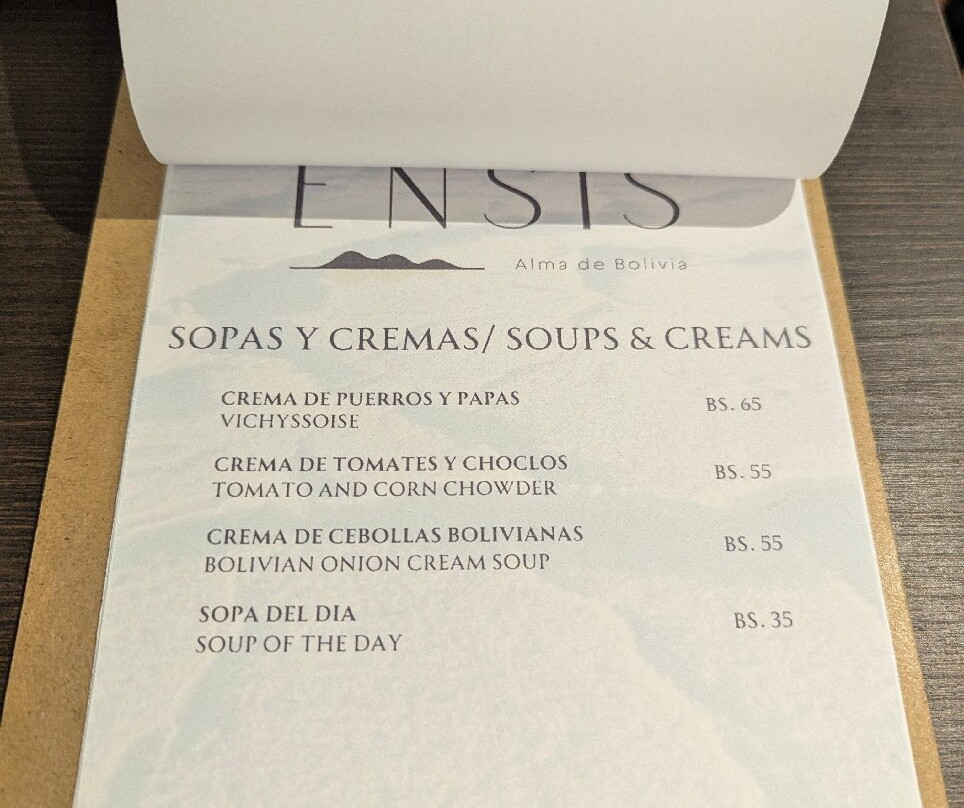 ENSIS
Alma de Bolivia
SOPAS Y CREMAS/ SOUPS & CREAMS
CREMA DE PUERROS Y PAPAS BS. 65
VICHYSSOISE
CREMA DE TOMATES Y CHOCLOS BS. 55
TOMATO AND CORN CHOWDER
CREMA DE CEBOLLAS BOLIVIANAS BS. 55
BOLIVIAN ONION CREAM SOUP
SOPA DEL DIA BS. 35
SOUP OF THE DAY